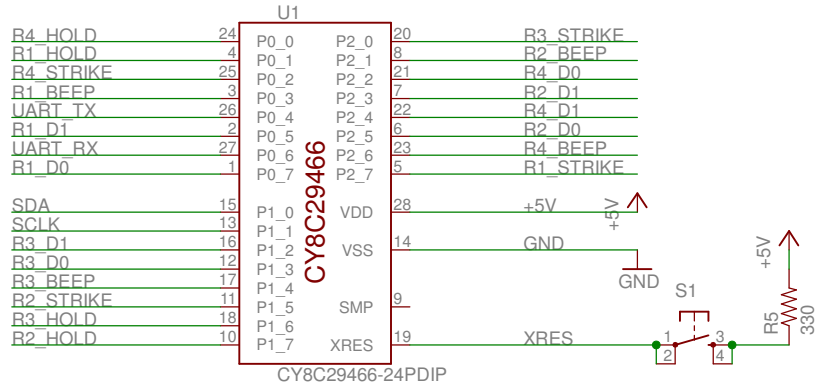 U1
R4_HOLD 24 P0_0 P2_0 20 R3_STRIKE
R1_HOLD 4 P0_1 P2_1 8 R2_BEEP
R4_STRIKE 25 P0_2 P2_2 21 R4_D0
R1_BEEP 3 P0_3 P2_3 7 R2_D1
UART_TX 26 P0_4 P2_4 22 R4_D1
R1_D1 2 P0_5 P2_5 6 R2_D0
UART_RX 27 P0_6 P2_6 23 R4_BEEP
R1_D0 1 P0_7 P2_7 5 R1_STRIKE
CY8C29466
SDA 15 P1_0 VDD 28 +5V +5V
SCLK 13 P1_1
R3_D1 16 P1_2 VSS 14 GND
GND
+5V
R3_D0 12 P1_3
R3_BEEP 17 P1_4
R2_STRIKE 11 P1_5 SMP 9
S1
R5
330
R3_HOLD 18 P1_6
R2_HOLD 10 P1_7 XRES 19 XRES 1 3
2 4
CY8C29466-24PDIP